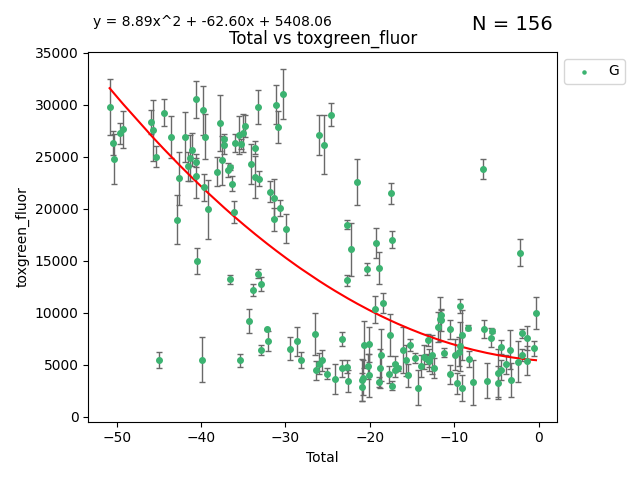 y = 8.89x^2 + -62.60x + 5408.06
N = 156
Total vs toxgreen_fluor
G
35000
30000
25000
20000
15000
10000
5000
0
toxgreen_fluor
−50 −40 −30 −20 −10 0
Total